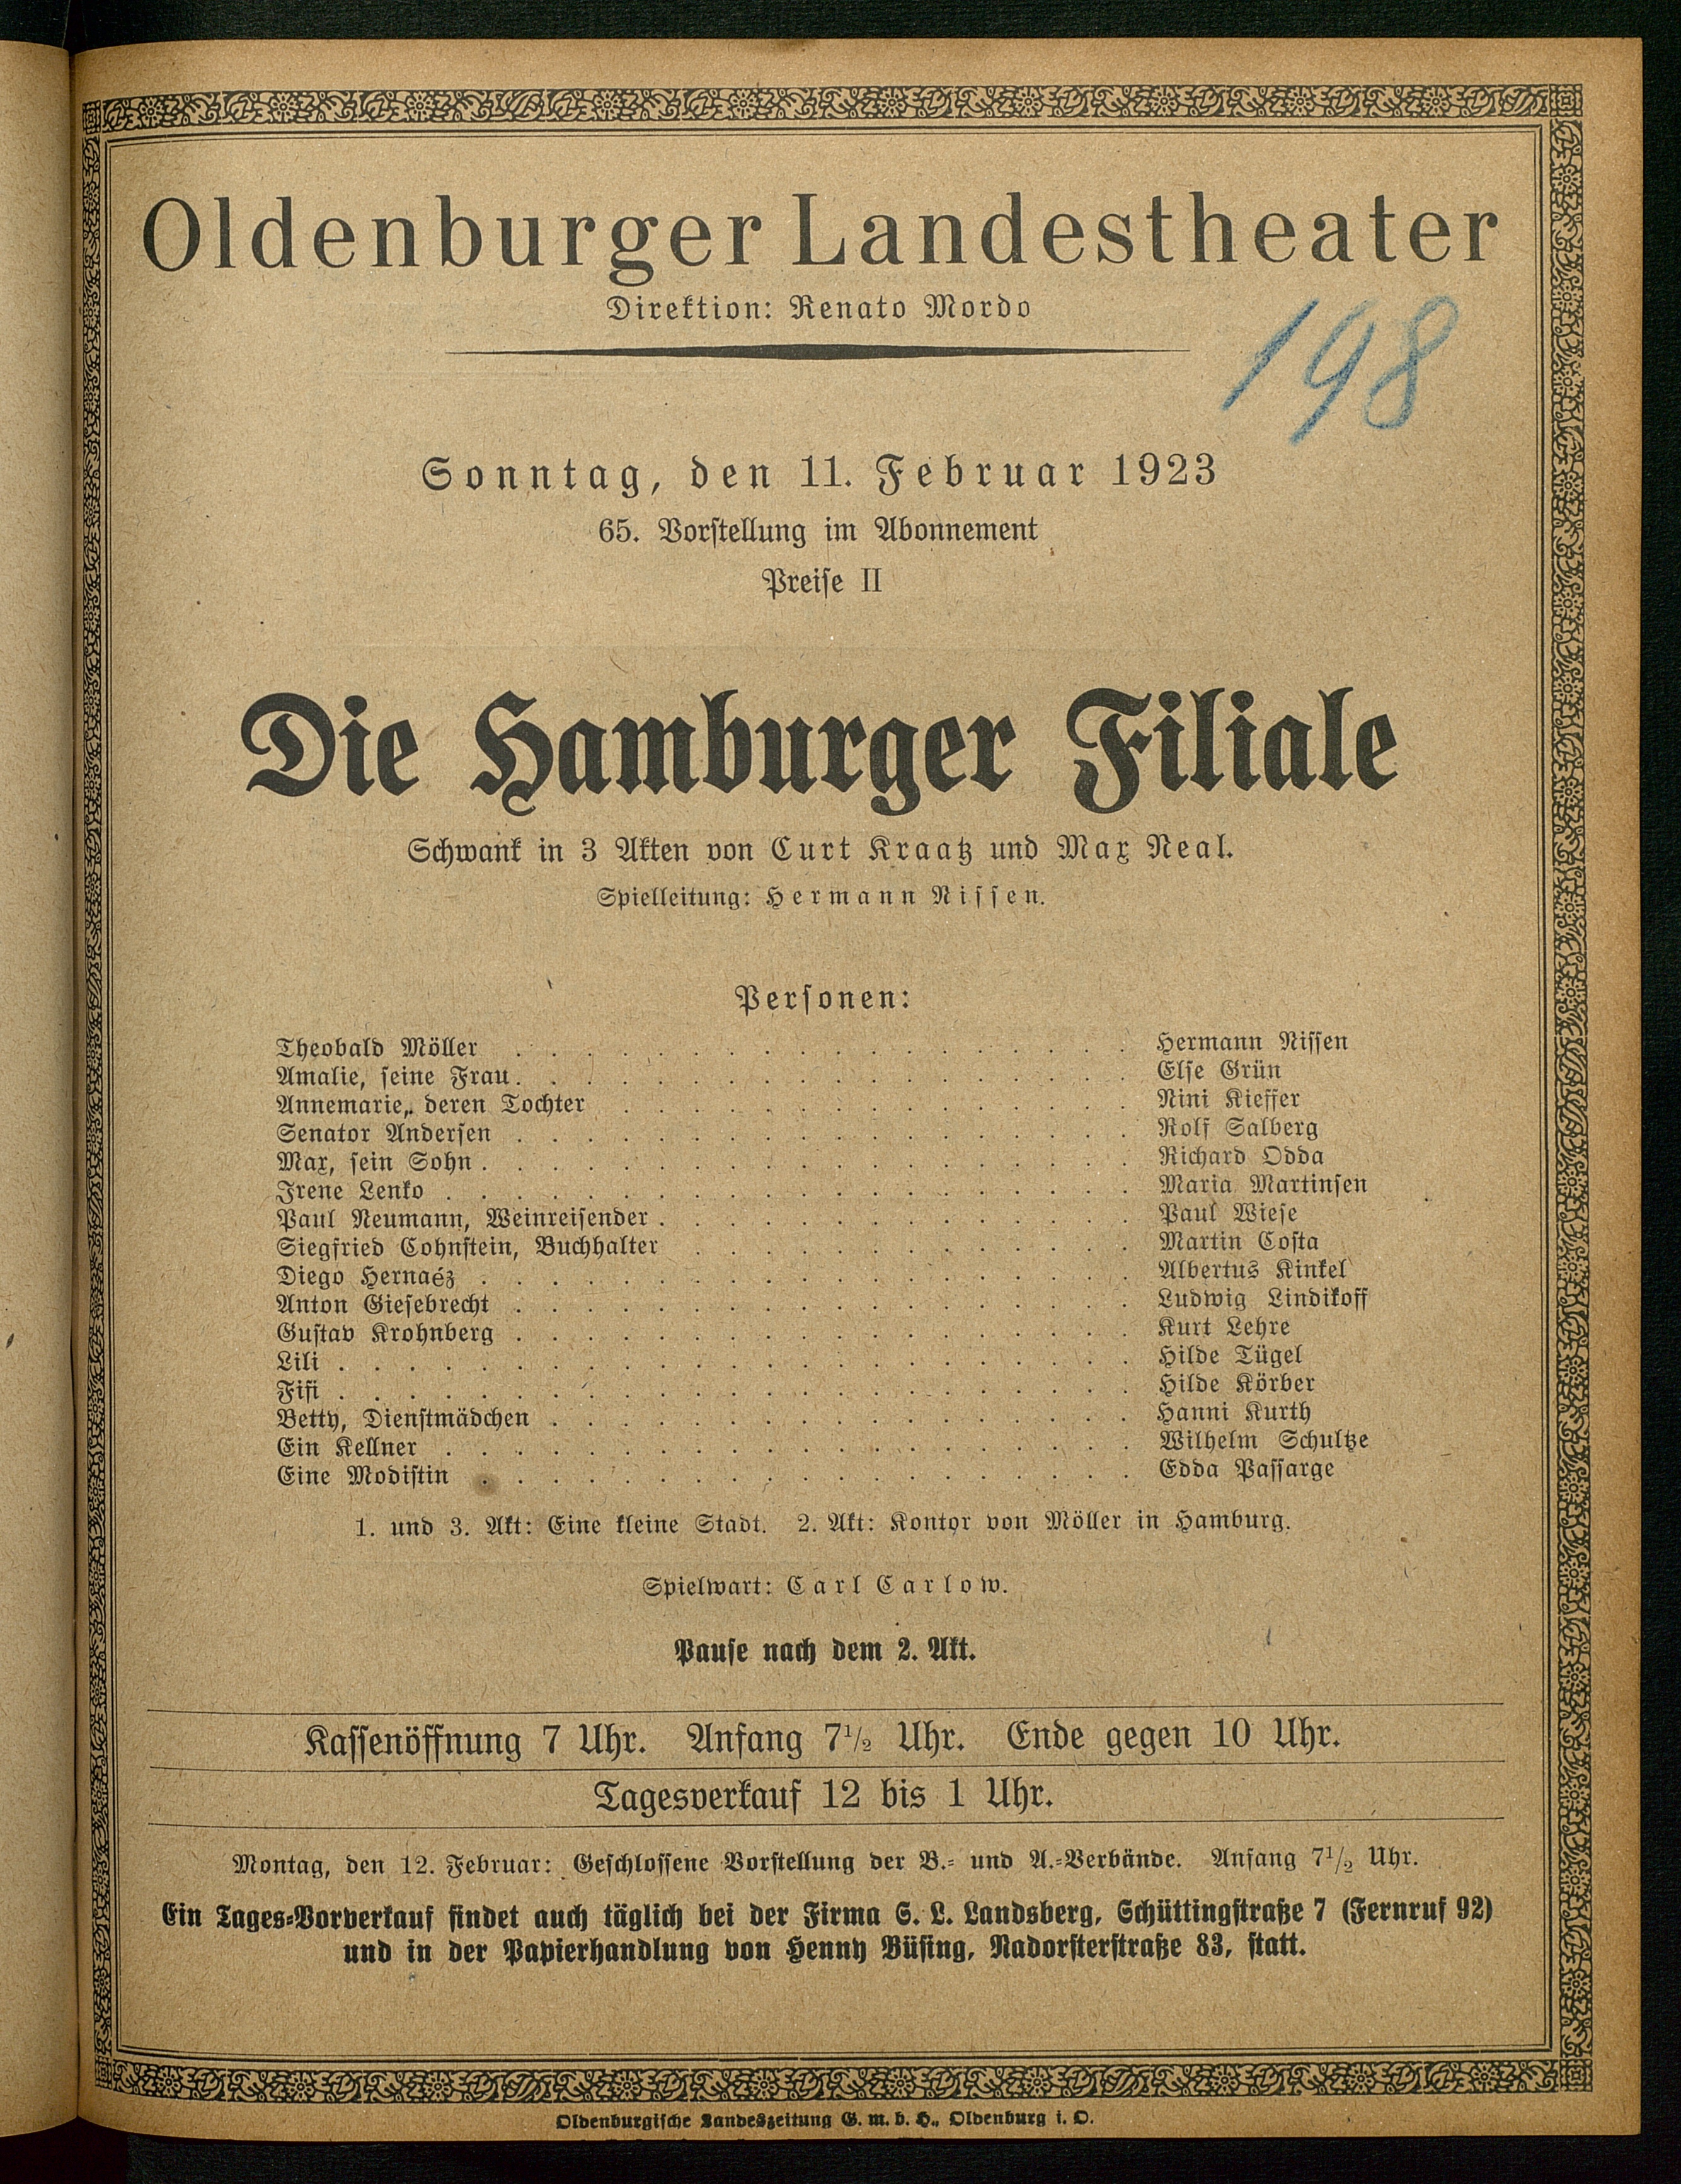 Oldenburger Landestheater
Direktion: Renato Mordo
198
Sonntag, den 11. Februar 1923
65. Vorstellung im Abonnement
Preise II
Die Hamburger Filiale
Schwank in 3 Akten von Curt Kraatz und Max Neal.
Spielleitung: Hermann Nissen.
Personen:
Theobald Möller . . . . . . . . . . . . . . . . . . Hermann Nissen
Amalie, seine Frau. . . . . . . . . . . . . . . . . . Else Grün
Annemarie, deren Tochter . . . . . . . . . . . . . . . Nini Kieffer
Senator Andersen . . . . . . . . . . . . . . . . . . Rolf Salberg
Max, sein Sohn . . . . . . . . . . . . . . . . . . . Richard Odda
Irene Lenko . . . . . . . . . . . . . . . . . . . . Maria Martinsen
Paul Neumann, Weinreisender . . . . . . . . . . . . . . Paul Wiese
Siegfried Cohnstein, Buchhalter . . . . . . . . . . . . . Martin Costa
Diego Hernaéz . . . . . . . . . . . . . . . . . . . Albertus Kinkel
Anton Giesebrecht . . . . . . . . . . . . . . . . . . Ludwig Lindikoff
Gustav Krohnberg . . . . . . . . . . . . . . . . . . Kurt Lehre
Lili . . . . . . . . . . . . . . . . . . . . . . . Hilde Tügel
Fifi . . . . . . . . . . . . . . . . . . . . . . . Hilde Körber
Betty, Dienstmädchen . . . . . . . . . . . . . . . . . Hanni Kurth
Ein Kellner . . . . . . . . . . . . . . . . . . . . Wilhelm Schultze
Eine Modistin . . . . . . . . . . . . . . . . . . . Edda Passarge
1. und 3. Akt: Eine kleine Stadt. 2. Akt: Kontor von Möller in Hamburg.
Spielwart: Carl Carlow.
Pause nach dem 2. Akt.
Kassenöffnung 7 Uhr. Anfang 7½ Uhr. Ende gegen 10 Uhr.
Tagesverkauf 12 bis 1 Uhr.
Montag, den 12. Februar: Geschlossene Vorstellung der B.- und A.-Verbände. Anfang 7½ Uhr.
Ein Tages-Vorverkauf findet auch täglich bei der Firma S. L. Landsberg, Schüttingstraße 7 (Fernruf 92)
und in der Papierhandlung von Henny Büsing, Nadorsterstraße 83, statt.
Oldenburgische Landeszeitung G. m. b. H., Oldenburg i. O.